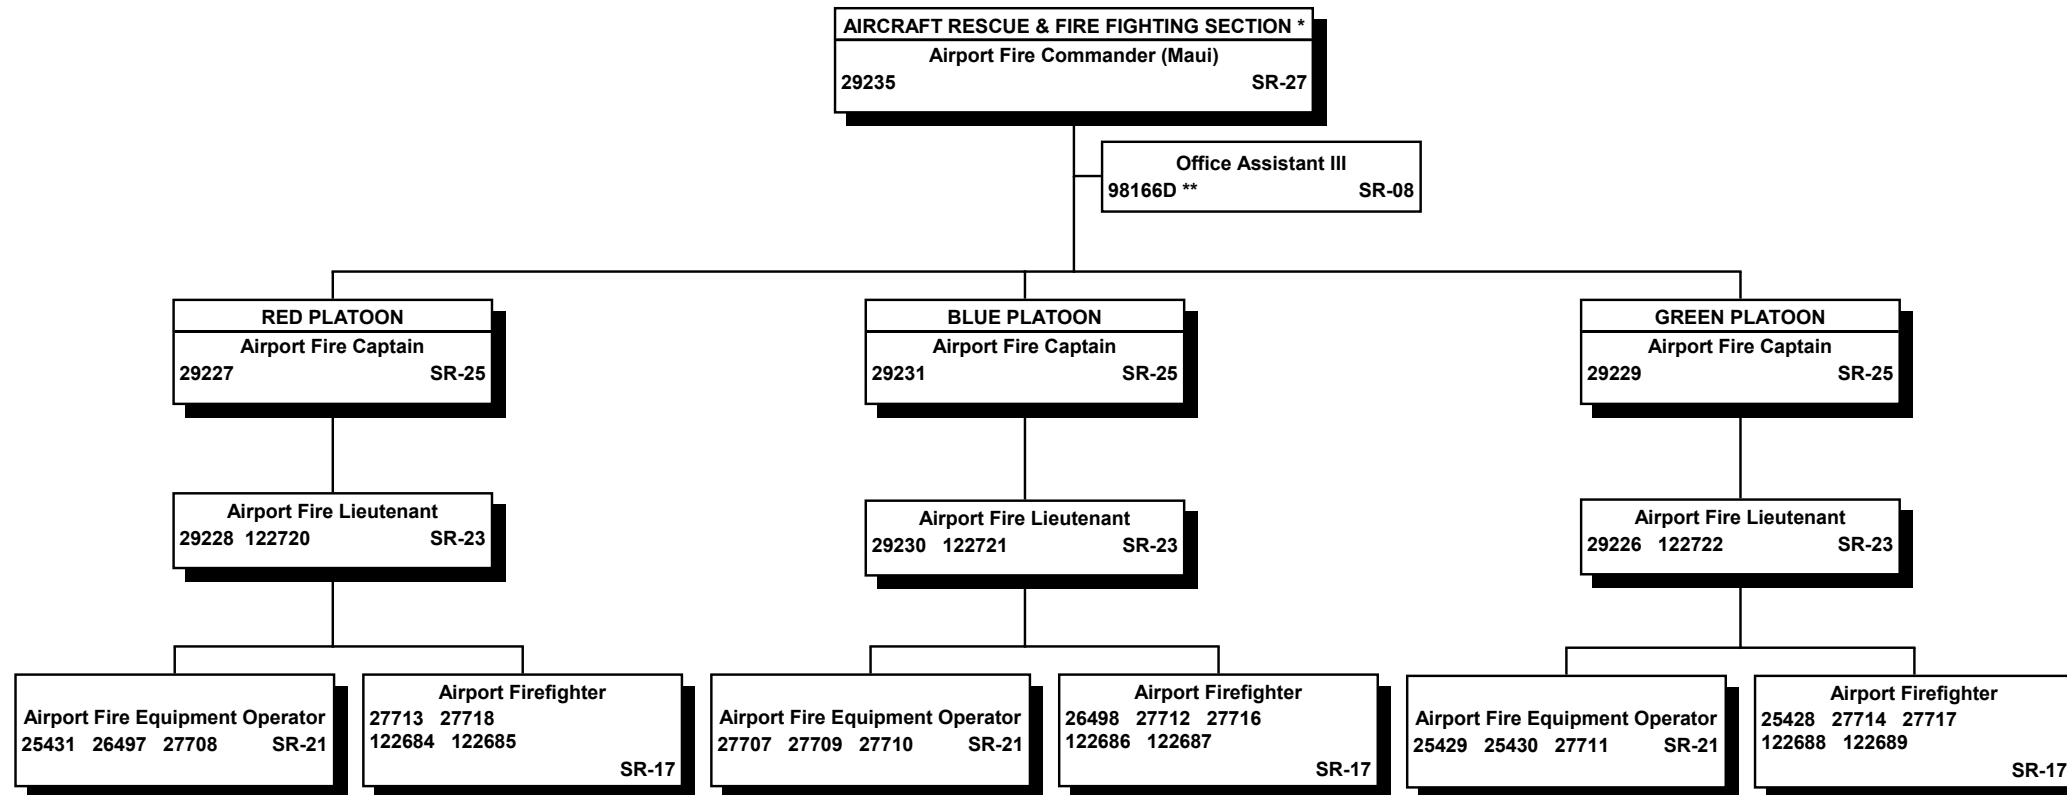 AIRCRAFT RESCUE & FIRE FIGHTING SECTION *
Airport Fire Commander (Maui)
29235 SR-27
Office Assistant III
98166D ** SR-08
RED PLATOON
Airport Fire Captain
29227 SR-25
BLUE PLATOON
Airport Fire Captain
29231 SR-25
GREEN PLATOON
Airport Fire Captain
29229 SR-25
Airport Fire Lieutenant
29228 122720 SR-23
Airport Fire Lieutenant
29230 122721 SR-23
Airport Fire Lieutenant
29226 122722 SR-23
Airport Fire Equipment Operator
25431 26497 27708 SR-21
Airport Firefighter
27713 27718
122684 122685
SR-17
Airport Fire Equipment Operator
27707 27709 27710 SR-21
Airport Firefighter
26498 27712 27716
122686 122687
SR-17
Airport Fire Equipment Operator
25429 25430 27711 SR-21
Airport Firefighter
25428 27714 27717
122688 122689
SR-17